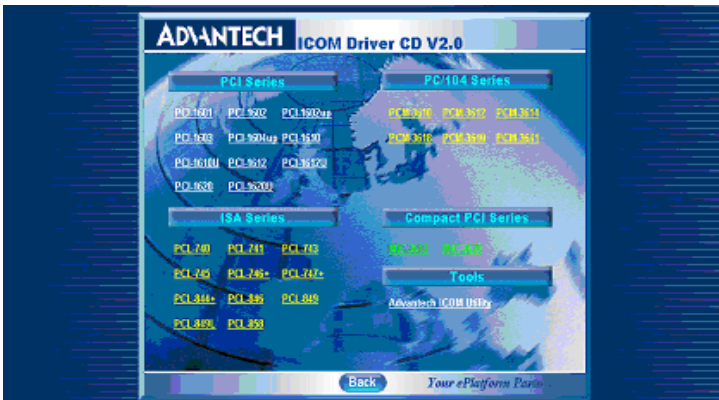 ADVANTECH ICOM Driver CD V2.0
PCI Series
PCI-1601 PCI-1602 PCI-1602up
PCI-1603 PCI-1604up PCI-1610
PCI-1610U PCI-1612 PCI-1612U
PCI-1620 PCI-1620U
PC/104 Series
PCM-3610 PCM-3612 PCM-3614
PCM-3618 PCM-3641
ISA Series
PCL-740 PCL-741 PCL-743
PCL-745 PCL-746+ PCL-747+
PCL-844+ PCL-846 PCL-849
PCL-849L PCL-858
Compact PCI Series
Tools
Advantech ICOM Utility
Back
Your ePlatform